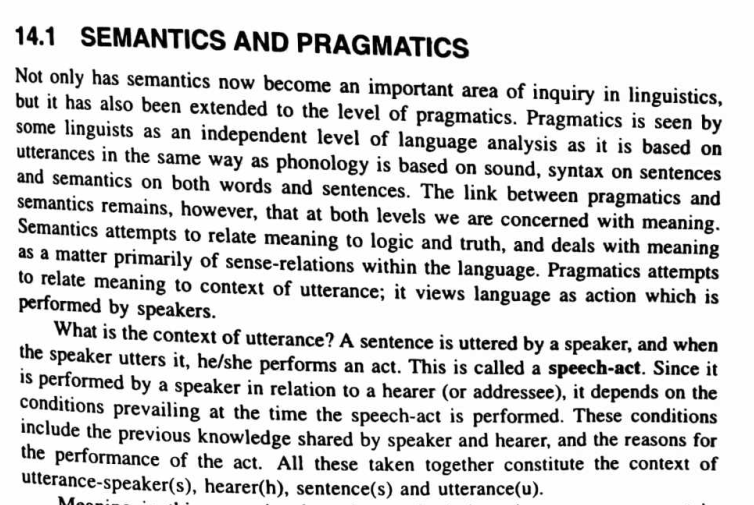 14.1 SEMANTICS AND PRAGMATICS
Not only has semantics now become an important area of inquiry in linguistics,
but it has also been extended to the level of pragmatics. Pragmatics is seen by
some linguists as an independent level of language analysis as it is based on
utterances in the same way as phonology is based on sound, syntax on sentences
and semantics on both words and sentences. The link between pragmatics and
semantics remains, however, that at both levels we are concerned with meaning.
Semantics attempts to relate meaning to logic and truth, and deals with meaning
as a matter primarily of sense-relations within the language. Pragmatics attempts
to relate meaning to context of utterance; it views language as action which is
performed by speakers.
What is the context of utterance? A sentence is uttered by a speaker, and when
the speaker utters it, he/she performs an act. This is called a speech-act. Since it
is performed by a speaker in relation to a hearer (or addressee), it depends on the
conditions prevailing at the time the speech-act is performed. These conditions
include the previous knowledge shared by speaker and hearer, and the reasons for
the performance of the act. All these taken together constitute the context of
utterance-speaker(s), hearer(h), sentence(s) and utterance(u).